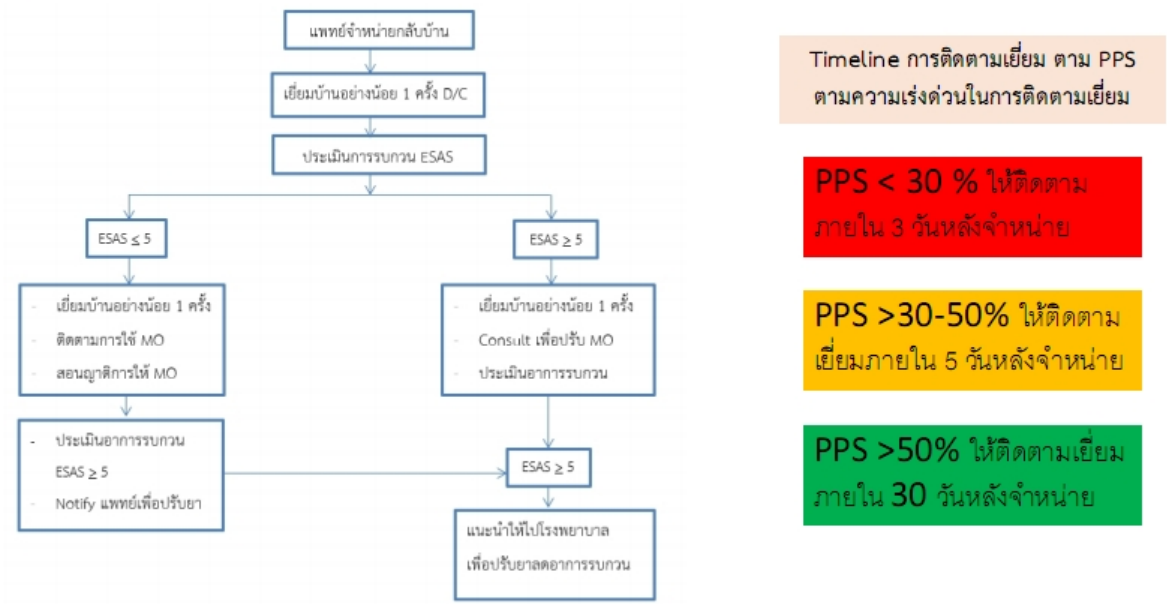 แพทย์จำหน่ายกลับบ้าน
เยี่ยมบ้านอย่างน้อย 1 ครั้ง D/C
ประเมินการรบกวน ESAS
ESAS ≤ 5
- เยี่ยมบ้านอย่างน้อย 1 ครั้ง
- ติดตามการใช้ MO
- สอนญาติการให้ MO
- ประเมินอาการรบกวน
ESAS ≥ 5
- Notify แพทย์เพื่อปรับยา
ESAS ≥ 5
- เยี่ยมบ้านอย่างน้อย 1 ครั้ง
- Consult เพื่อปรับ MO
- ประเมินอาการรบกวน
ESAS ≥ 5
แนะนำให้ไปโรงพยาบาล
เพื่อปรับยาลดอาการรบกวน
Timeline การติดตามเยี่ยม ตาม PPS
ตามความเร่งด่วนในการติดตามเยี่ยม
PPS < 30 % ให้ติดตาม
ภายใน 3 วันหลังจำหน่าย
PPS >30-50% ให้ติดตาม
เยี่ยมภายใน 5 วันหลังจำหน่าย
PPS >50% ให้ติดตามเยี่ยม
ภายใน 30 วันหลังจำหน่าย